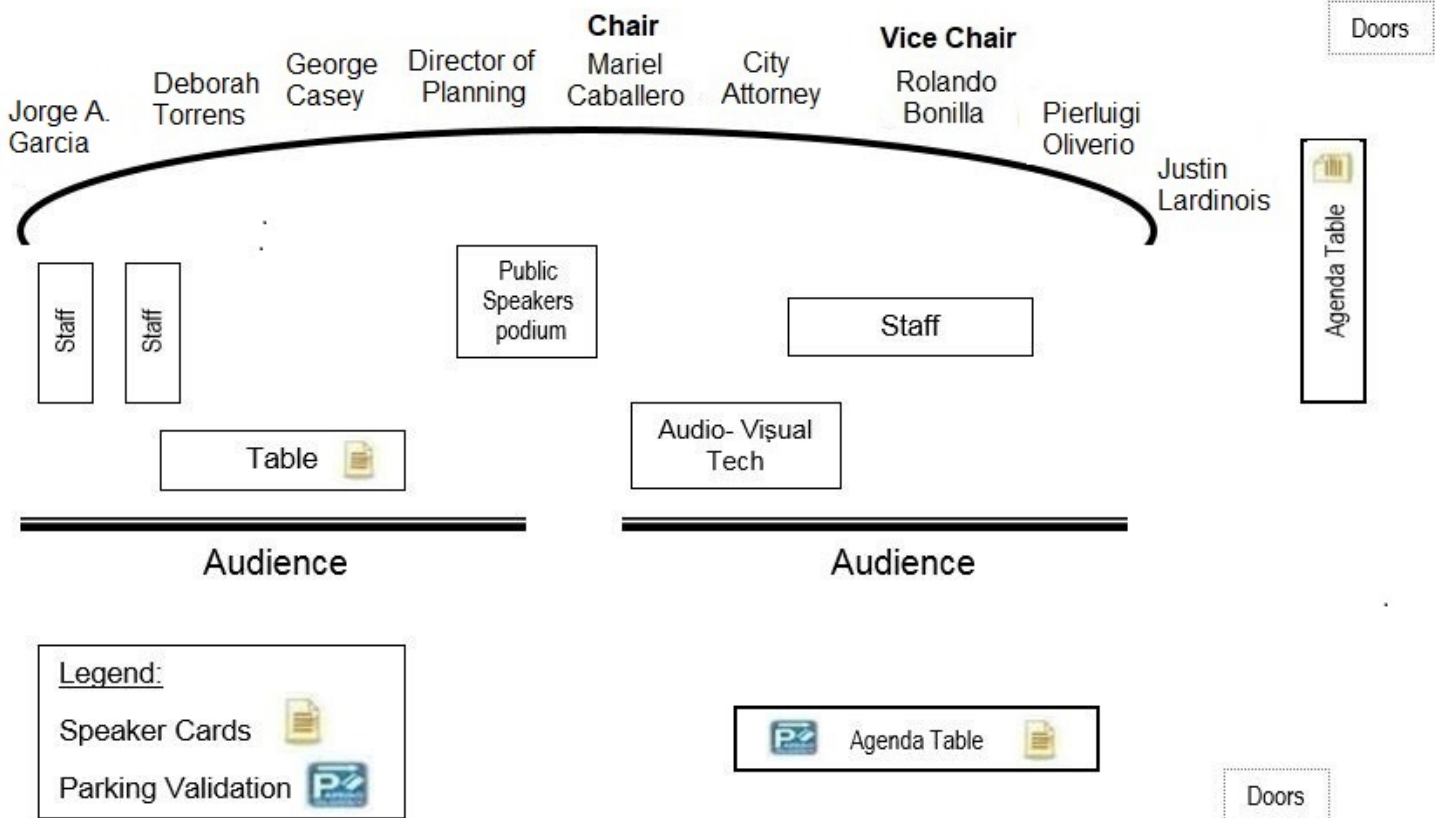 Doors
Chair
Vice Chair
Jorge A.
Garcia
Deborah
Torrens
George
Casey
Director of
Planning
Mariel
Caballero
City
Attorney
Rolando
Bonilla
Pierluigi
Oliverio
Justin
Lardinois
Agenda Table
Staff
Staff
Public
Speakers
podium
Staff
Table
Audio- Vișual
Tech
Audience
Audience
Legend:
Speaker Cards
Parking Validation
P
P
Agenda Table
Doors